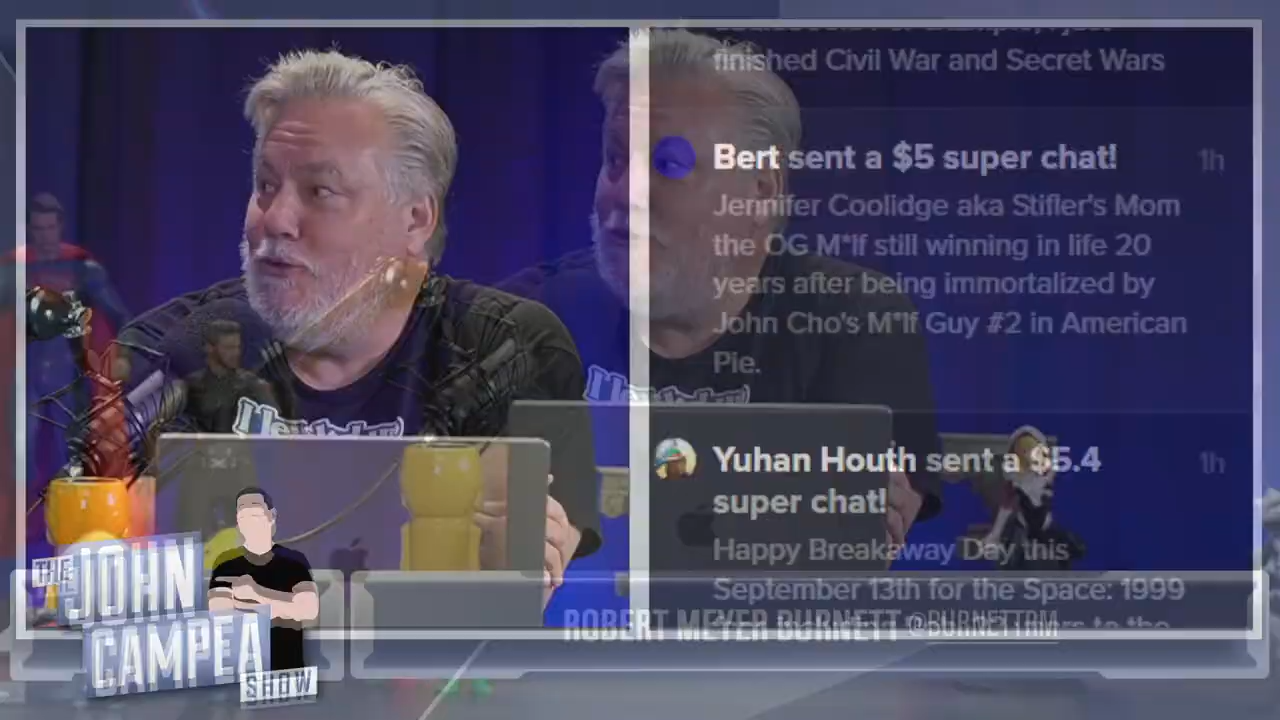 finished Civil War and Secret Wars
Bert sent a $5 super chat!
1h
Jennifer Coolidge aka Stifler's Mom
the OG M*lf still winning in life 20
years after being immortalized by
John Cho's M*lf Guy #2 in American
Pie.
Yuhan Houth sent a $5.4
1h
super chat!
Happy Breakaway Day this
September 13th for the Space: 1999
ROBERT MEYER BURNETT @BURNETTRM
THE
JOHN
CAMPEA
SHOW